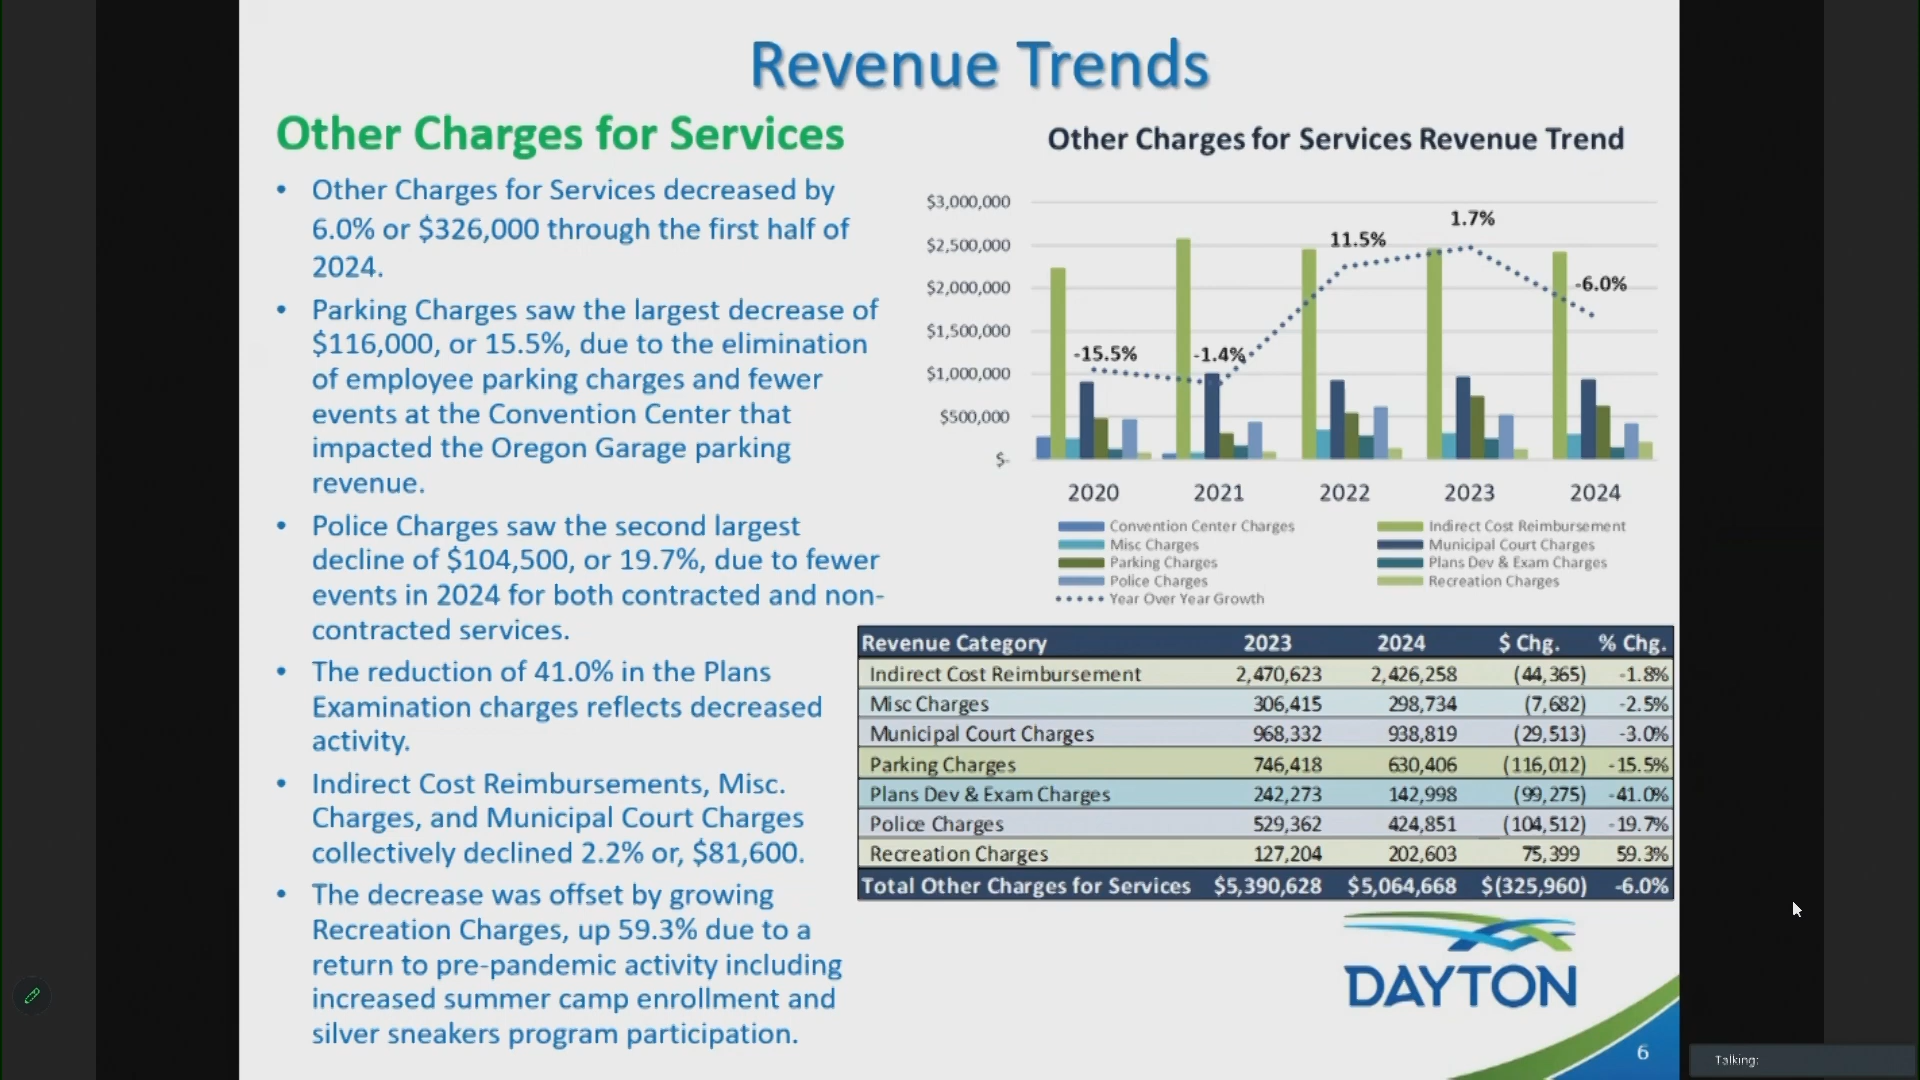 Revenue Trends
Other Charges for Services
• Other Charges for Services decreased by
6.0% or $326,000 through the first half of
2024.
• Parking Charges saw the largest decrease of
$116,000, or 15.5%, due to the elimination
of employee parking charges and fewer
events at the Convention Center that
impacted the Oregon Garage parking
revenue.
• Police Charges saw the second largest
decline of $104,500, or 19.7%, due to fewer
events in 2024 for both contracted and non-
contracted services.
• The reduction of 41.0% in the Plans
Examination charges reflects decreased
activity.
• Indirect Cost Reimbursements, Misc.
Charges, and Municipal Court Charges
collectively declined 2.2% or, $81,600.
• The decrease was offset by growing
Recreation Charges, up 59.3% due to a
return to pre-pandemic activity including
increased summer camp enrollment and
silver sneakers program participation.
Other Charges for Services Revenue Trend
$3,000,000
$2,500,000
$2,000,000
$1,500,000
$1,000,000
$500,000
$-
-15.5%
-1.4%
11.5%
1.7%
-6.0%
2020 2021 2022 2023 2024
Convention Center Charges Indirect Cost Reimbursement
Misc Charges Municipal Court Charges
Parking Charges Plans Dev & Exam Charges
Police Charges Recreation Charges
Year Over Year Growth
Revenue Category 2023 2024 $ Chg. % Chg.
Indirect Cost Reimbursement 2,470,623 2,426,258 (44,365) -1.8%
Misc Charges 306,415 298,734 (7,682) -2.5%
Municipal Court Charges 968,332 938,819 (29,513) -3.0%
Parking Charges 746,418 630,406 (116,012) -15.5%
Plans Dev & Exam Charges 242,273 142,998 (99,275) -41.0%
Police Charges 529,362 424,851 (104,512) -19.7%
Recreation Charges 127,204 202,603 75,399 59.3%
Total Other Charges for Services $5,390,628 $5,064,668 $(325,960) -6.0%
DAYTON
6
Talking: